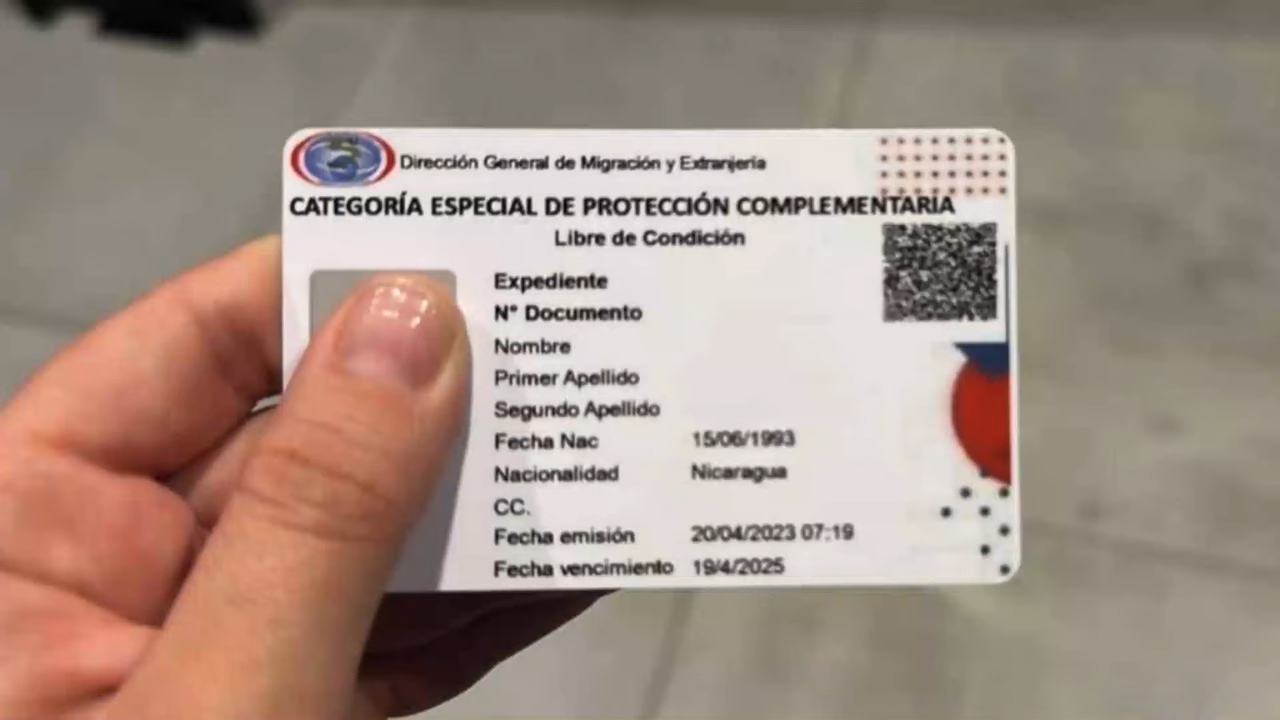 Dirección General de Migración y Extranjería
CATEGORÍA ESPECIAL DE PROTECCIÓN COMPLEMENTARIA
Libre de Condición
Expediente
N° Documento
Nombre
Primer Apellido
Segundo Apellido
Fecha Nac 15/06/1993
Nacionalidad Nicaragua
CC.
Fecha emisión 20/04/2023 07:19
Fecha vencimiento 19/4/2025